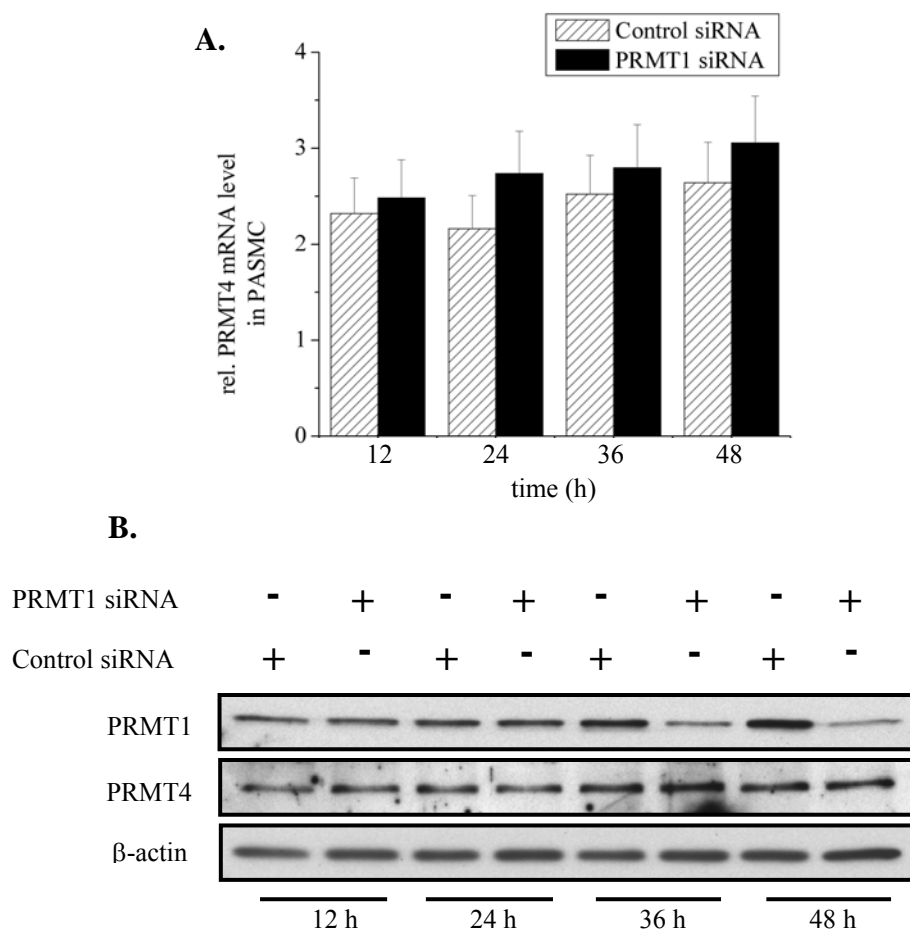 A.
Control siRNA
PRMT1 siRNA
rel. PRMT4 mRNA level
in PASMC
4
3
2
1
0
12 24 36 48
time (h)
B.
PRMT1 siRNA - + - + - + - +
Control siRNA + - + - + - + -
PRMT1
PRMT4
β-actin
12 h 24 h 36 h 48 h